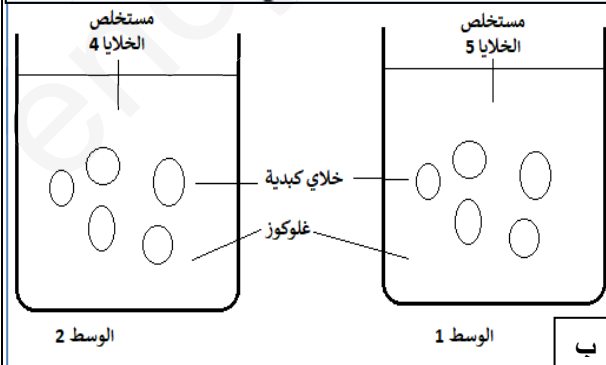 مستخلص
الخلايا 5
مستخلص
الخلايا 4
خلاي كبدية
غلوكوز
الوسط 1
الوسط 2
ب